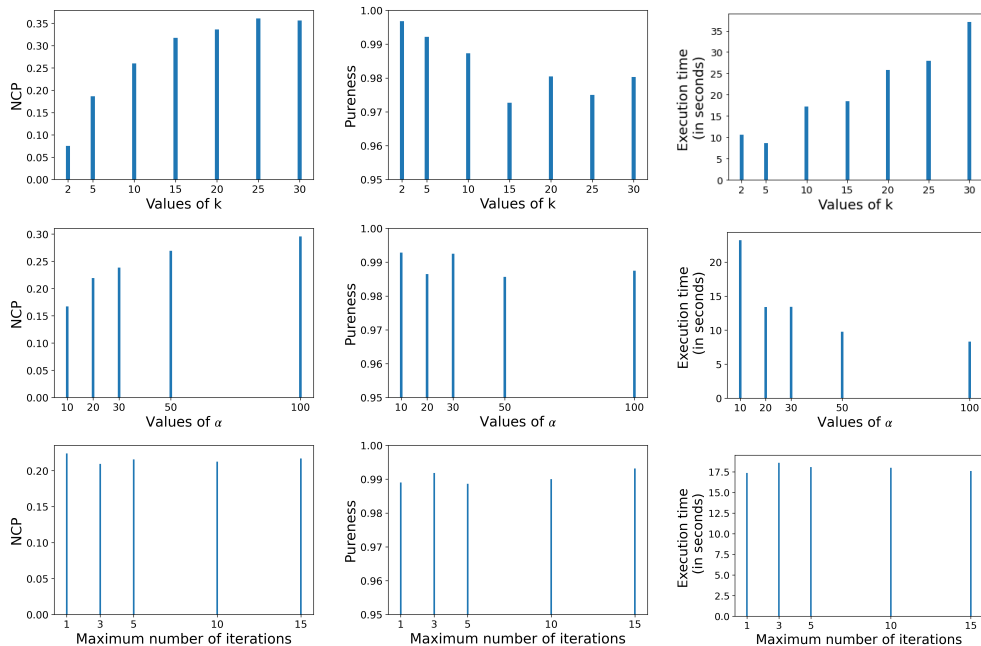 0.35
0.30
0.25
0.20
0.15
0.10
0.05
0.00
NCP
2 5 10 15 20 25 30
Values of k
1.00
0.99
0.98
0.97
0.96
0.95
Pureness
2 5 10 15 20 25 30
Values of k
35
30
25
20
15
10
5
0
Execution time
(in seconds)
2 5 10 15 20 25 30
Values of k
0.30
0.25
0.20
0.15
0.10
0.05
0.00
NCP
10 20 30 50 100
Values of α
1.00
0.99
0.98
0.97
0.96
0.95
Pureness
10 20 30 50 100
Values of α
20
15
10
5
0
Execution time
(in seconds)
10 20 30 50 100
Values of α
0.20
0.15
0.10
0.05
0.00
NCP
1 3 5 10 15
Maximum number of iterations
1.00
0.99
0.98
0.97
0.96
0.95
Pureness
1 3 5 10 15
Maximum number of iterations
17.5
15.0
12.5
10.0
7.5
5.0
2.5
0.0
Execution time
(in seconds)
1 3 5 10 15
Maximum number of iterations